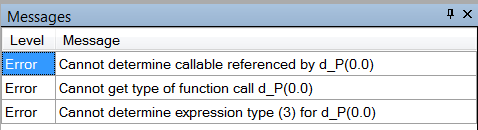 Messages
Level Message
Error Cannot determine callable referenced by d_P(0.0)
Error Cannot get type of function call d_P(0.0)
Error Cannot determine expression type (3) for d_P(0.0)